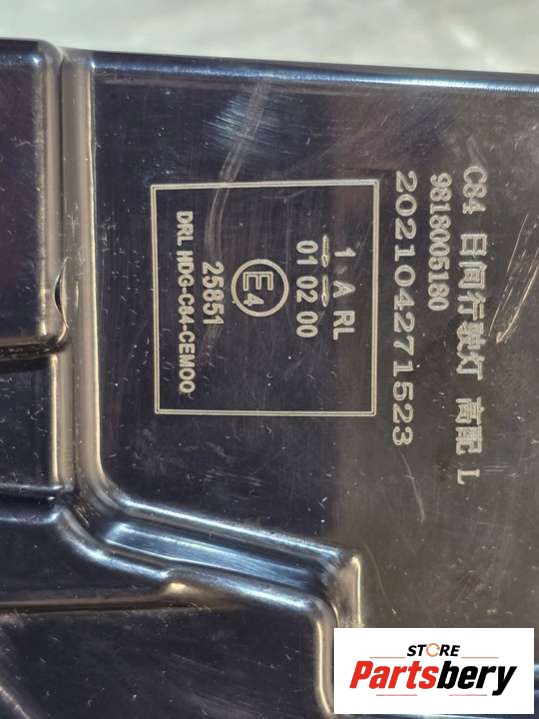 C84 日间行驶灯 高配 L
9818005180
202104271523
1 A RL
01 02 00
E4
25851
DRL HDG-C84-CEMOQ
STORE
Partsbery